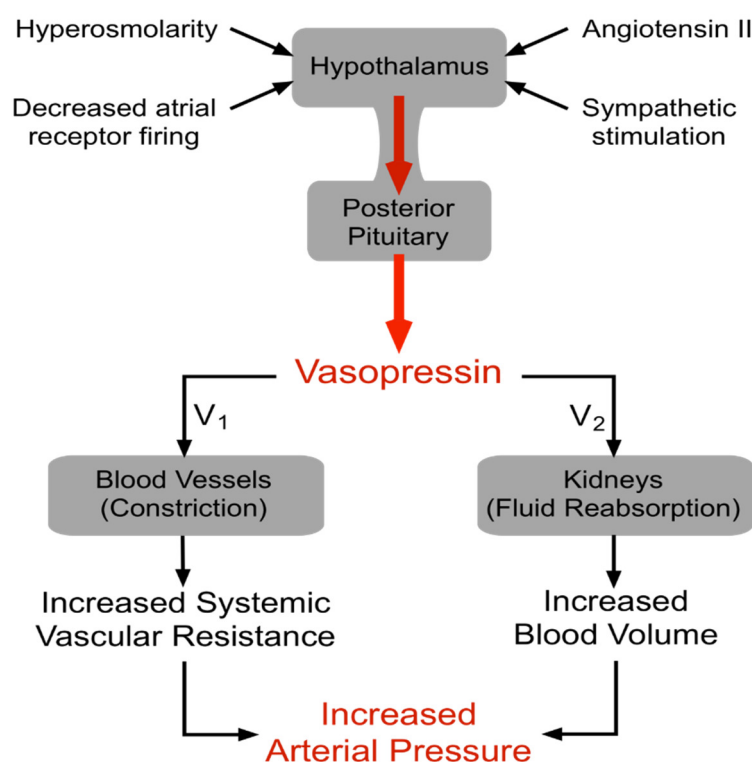 Hyperosmolarity
Angiotensin II
Hypothalamus
Decreased atrial
receptor firing
Sympathetic
stimulation
Posterior
Pituitary
Vasopressin
V₁
V₂
Blood Vessels
(Constriction)
Kidneys
(Fluid Reabsorption)
Increased Systemic
Vascular Resistance
Increased
Blood Volume
Increased
Arterial Pressure